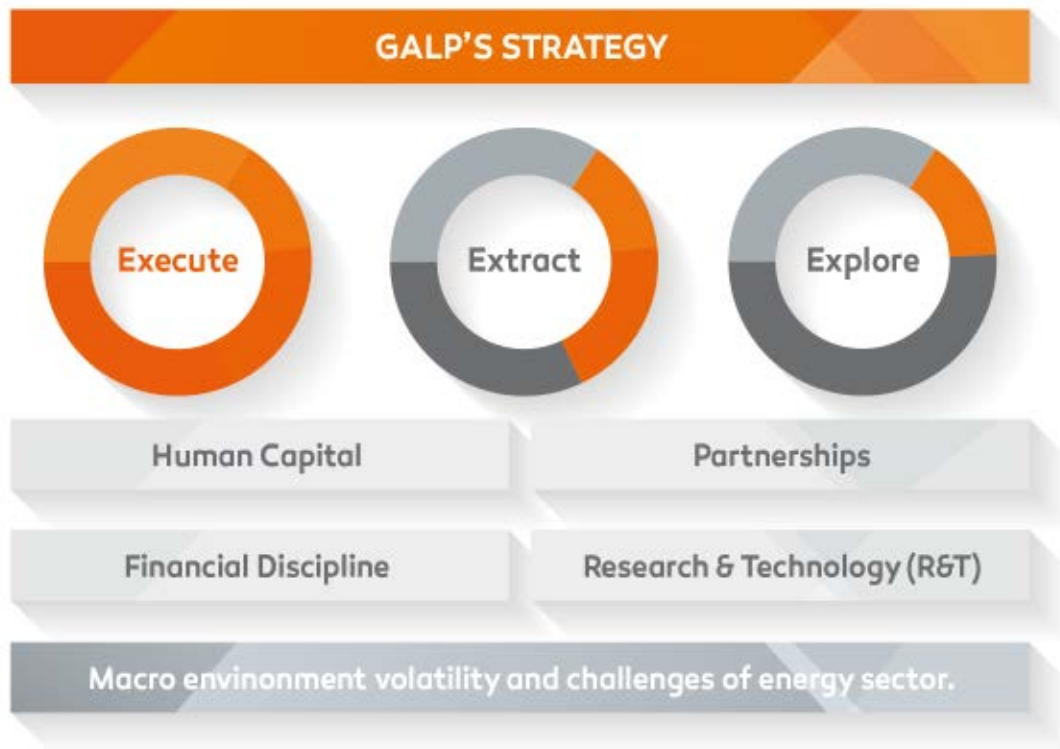 GALP'S STRATEGY
Execute
Extract
Explore
Human Capital
Partnerships
Financial Discipline
Research & Technology (R&T)
Macro envinonment volatility and challenges of energy sector.